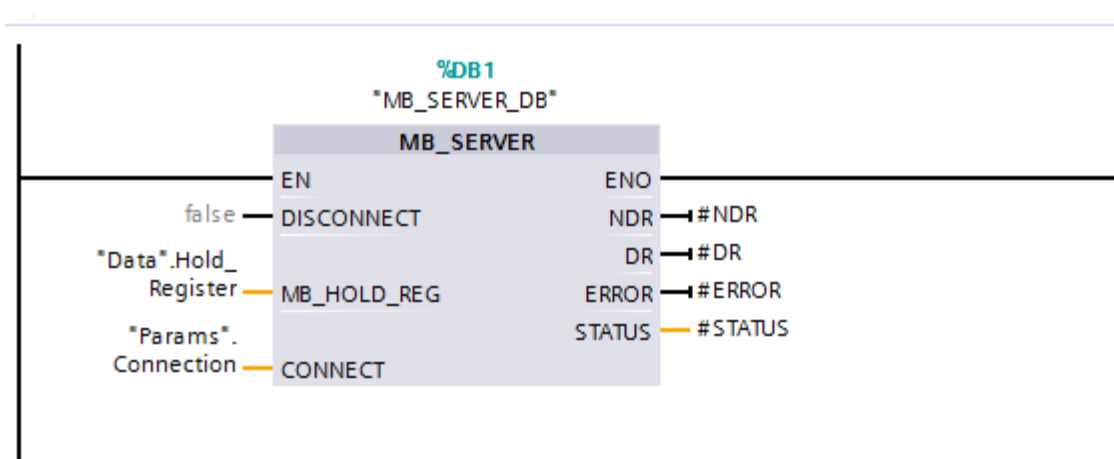 %DB1
"MB_SERVER_DB"
MB_SERVER
EN ENO
false DISCONNECT NDR #NDR
"Data".Hold_
DR #DR
Register MB_HOLD_REG ERROR #ERROR
"Params".
STATUS #STATUS
Connection CONNECT